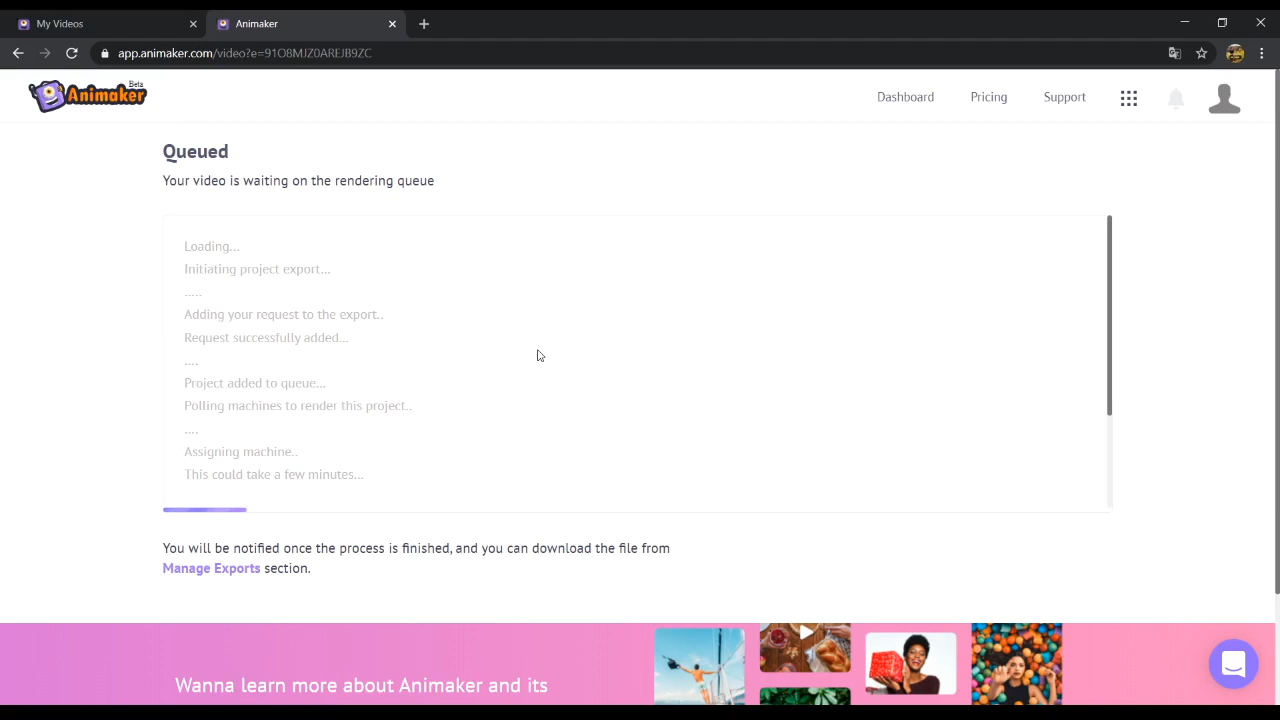 My Videos
Animaker
app.animaker.com/video?e=91O8MJZ0AREJB9ZC
Beta
Animaker
Dashboard
Pricing
Support
Queued
Your video is waiting on the rendering queue
Loading...
Initiating project export...
.....
Adding your request to the export..
Request successfully added...
....
Project added to queue...
Polling machines to render this project..
....
Assigning machine..
This could take a few minutes...
You will be notified once the process is finished, and you can download the file from
Manage Exports section.
Wanna learn more about Animaker and its